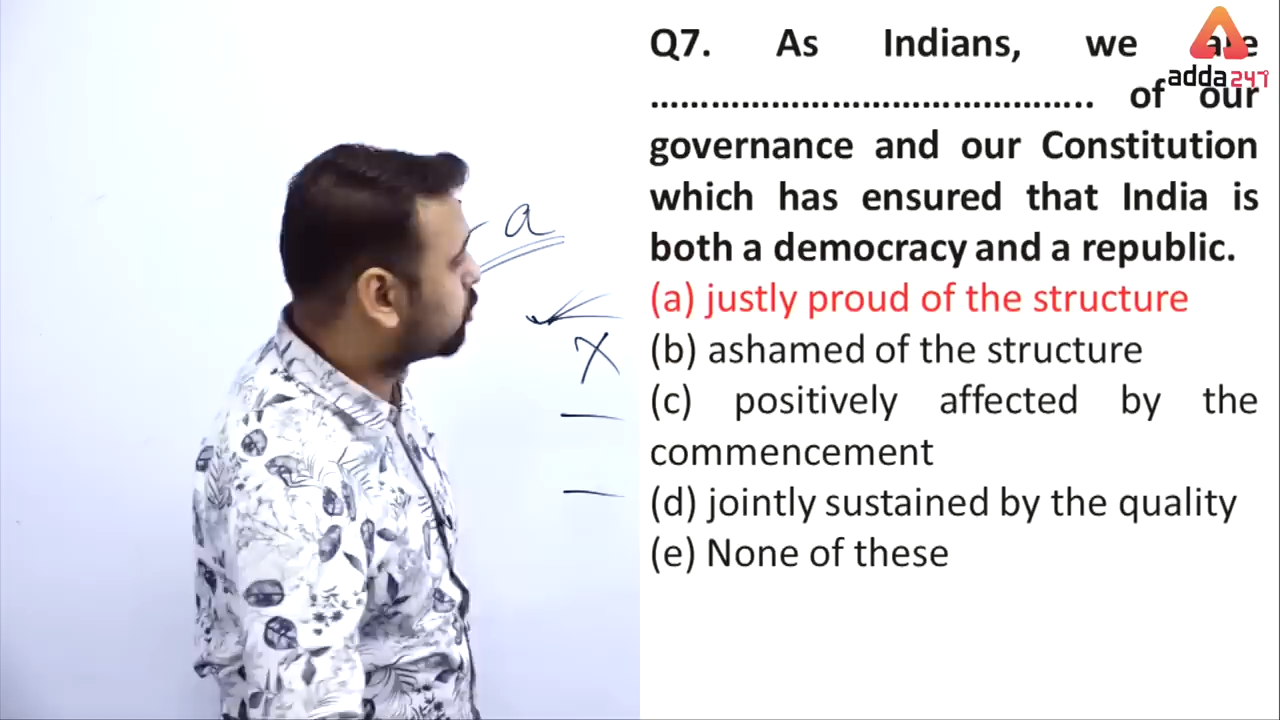 Q7. As Indians, we are
…………………………………….. of our
governance and our Constitution
which has ensured that India is
both a democracy and a republic.
(a) justly proud of the structure
(b) ashamed of the structure
(c) positively affected by the
commencement
(d) jointly sustained by the quality
(e) None of these
adda247
a
X